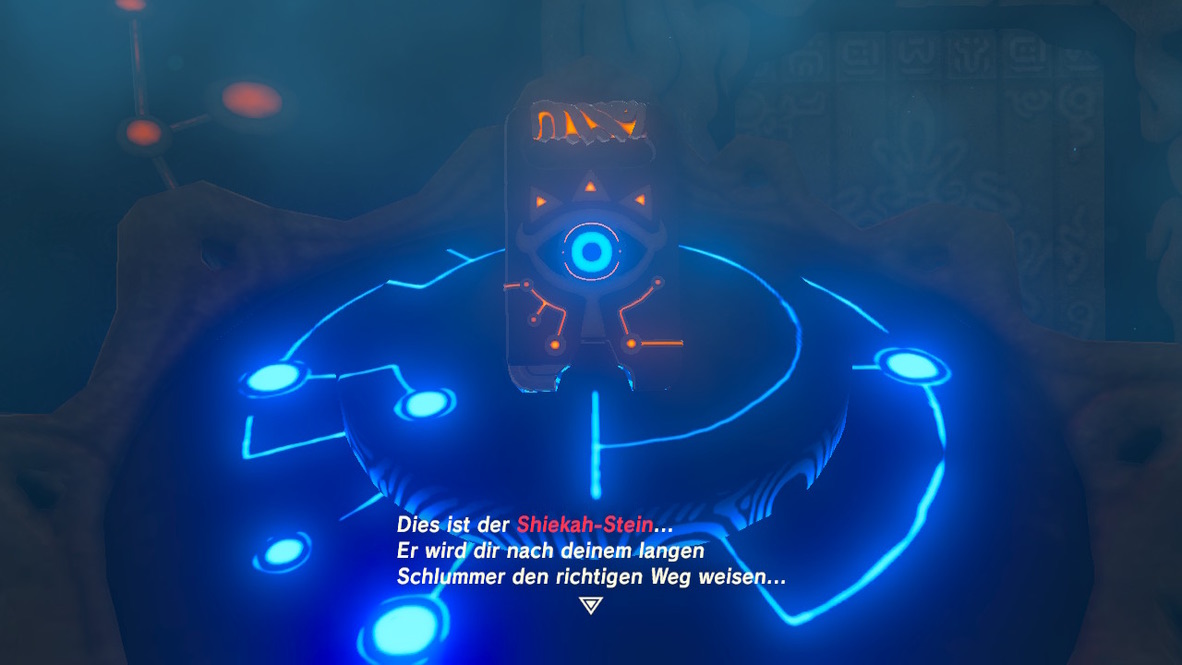 Dies ist der Shiekah-Stein...
Er wird dir nach deinem langen
Schlummer den richtigen Weg weisen...